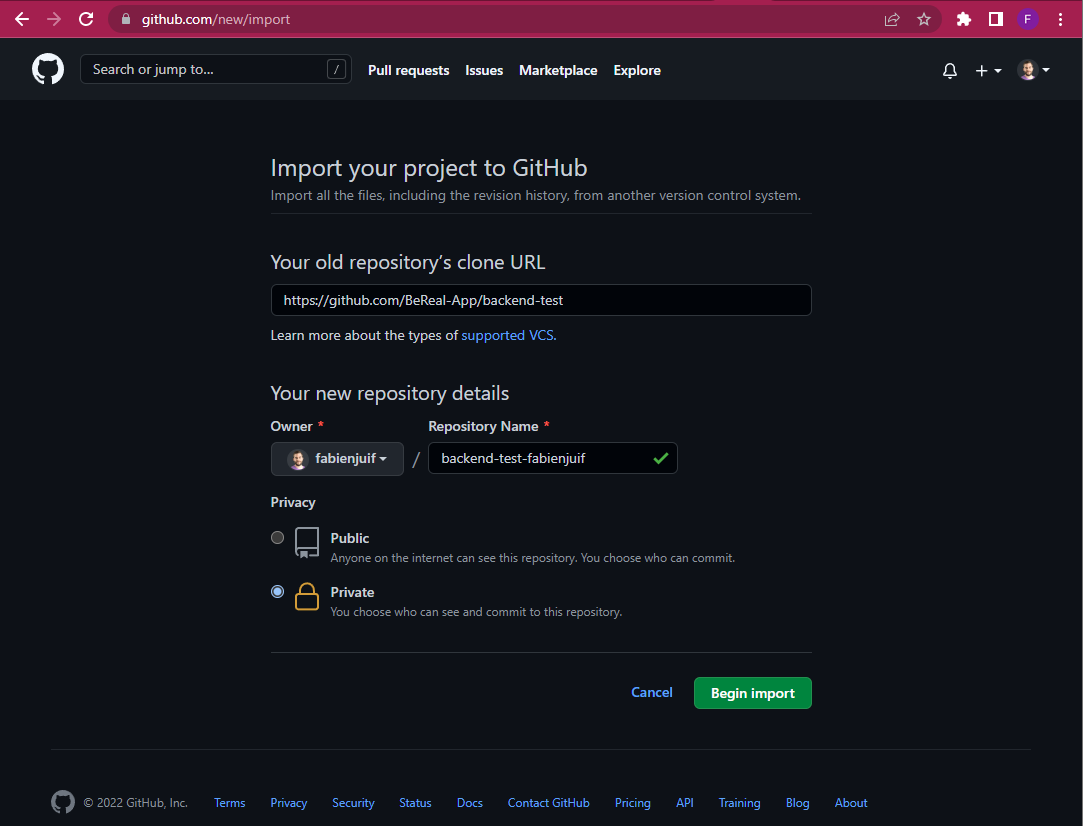 github.com/new/import
F
Search or jump to... /
Pull requests Issues Marketplace Explore
Import your project to GitHub
Import all the files, including the revision history, from another version control system.
Your old repository's clone URL
https://github.com/BeReal-App/backend-test
Learn more about the types of supported VCS.
Your new repository details
Owner * Repository Name *
fabienjuif / backend-test-fabienjuif
Privacy
Public
Anyone on the internet can see this repository. You choose who can commit.
Private
You choose who can see and commit to this repository.
Cancel Begin import
© 2022 GitHub, Inc. Terms Privacy Security Status Docs Contact GitHub Pricing API Training Blog About